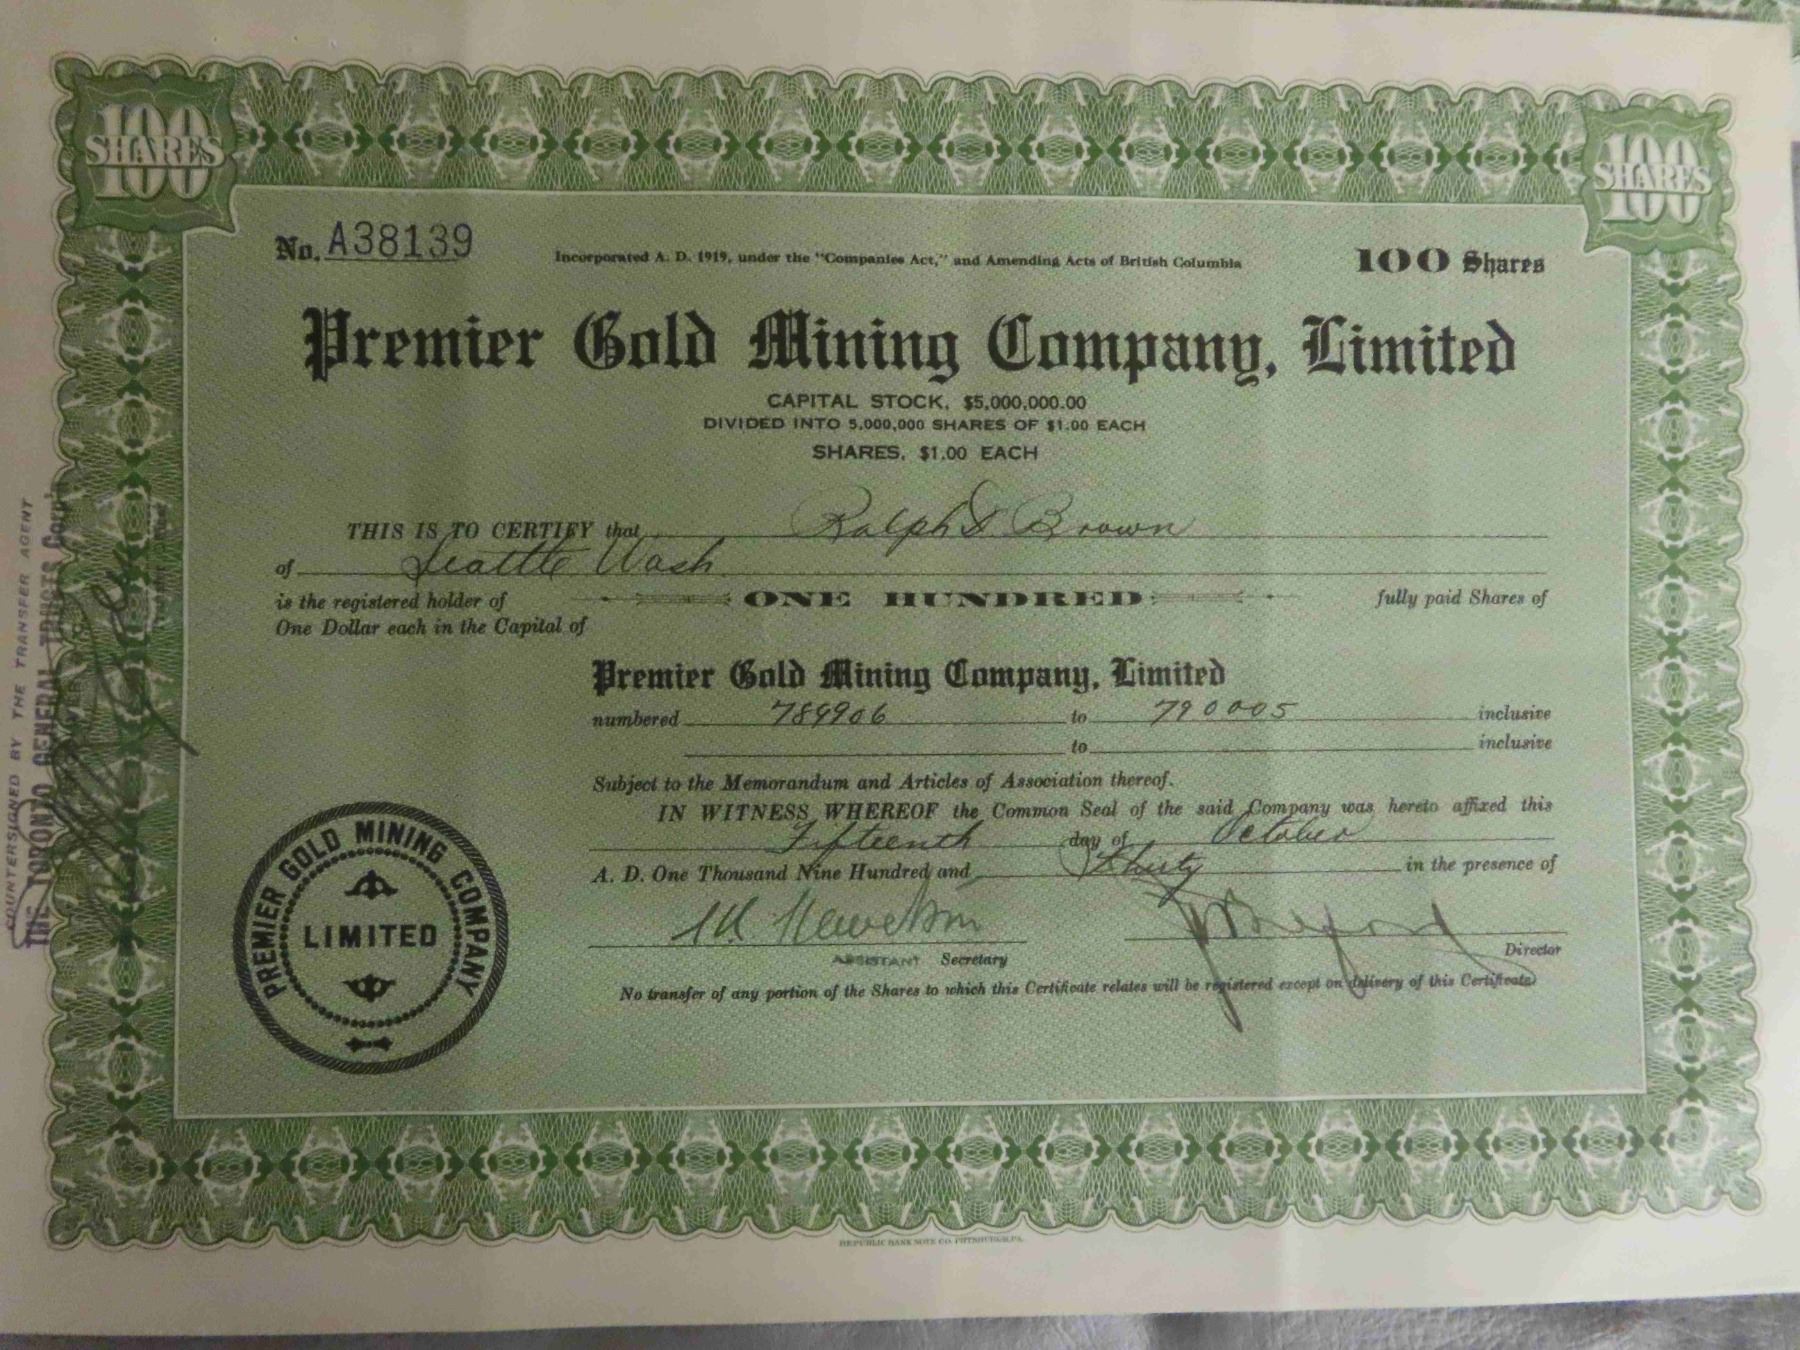 100
SHARES
100
SHARES
No. A38139
Incorporated A. D. 1919, under the "Companies Act," and Amending Acts of British Columbia
100 Shares
Premier Gold Mining Company, Limited
CAPITAL STOCK, $5,000,000.00
DIVIDED INTO 5,000,000 SHARES OF $1.00 EACH
SHARES, $1.00 EACH
THIS IS TO CERTIFY that Ralph S Brown
of Seattle Wash
is the registered holder of ONE HUNDRED fully paid Shares of
One Dollar each in the Capital of
Premier Gold Mining Company, Limited
numbered 789906 to 790005 inclusive
to inclusive
Subject to the Memorandum and Articles of Association thereof.
IN WITNESS WHEREOF the Common Seal of the said Company was hereto affixed this
Fifteenth day of October
A. D. One Thousand Nine Hundred and Thirty in the presence of
ASSISTANT Secretary
Director
No transfer of any portion of the Shares to which this Certificate relates will be registered except on delivery of this Certificate
PREMIER GOLD MINING COMPANY
LIMITED
COUNTERSIGNED BY THE TRANSFER AGENT
THE TORONTO GENERAL TRUSTS Corp'n
REPUBLIC BANK NOTE CO. PITTSBURGH, PA.